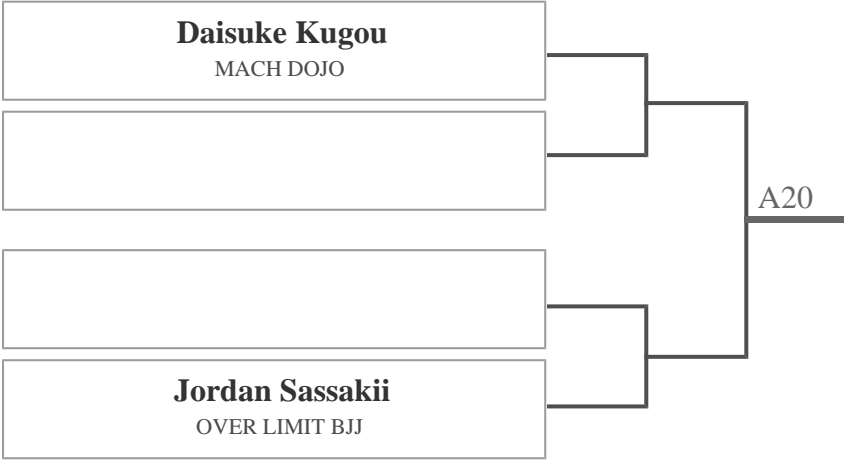 Daisuke Kugou
MACH DOJO
A20
Jordan Sassakii
OVER LIMIT BJJ